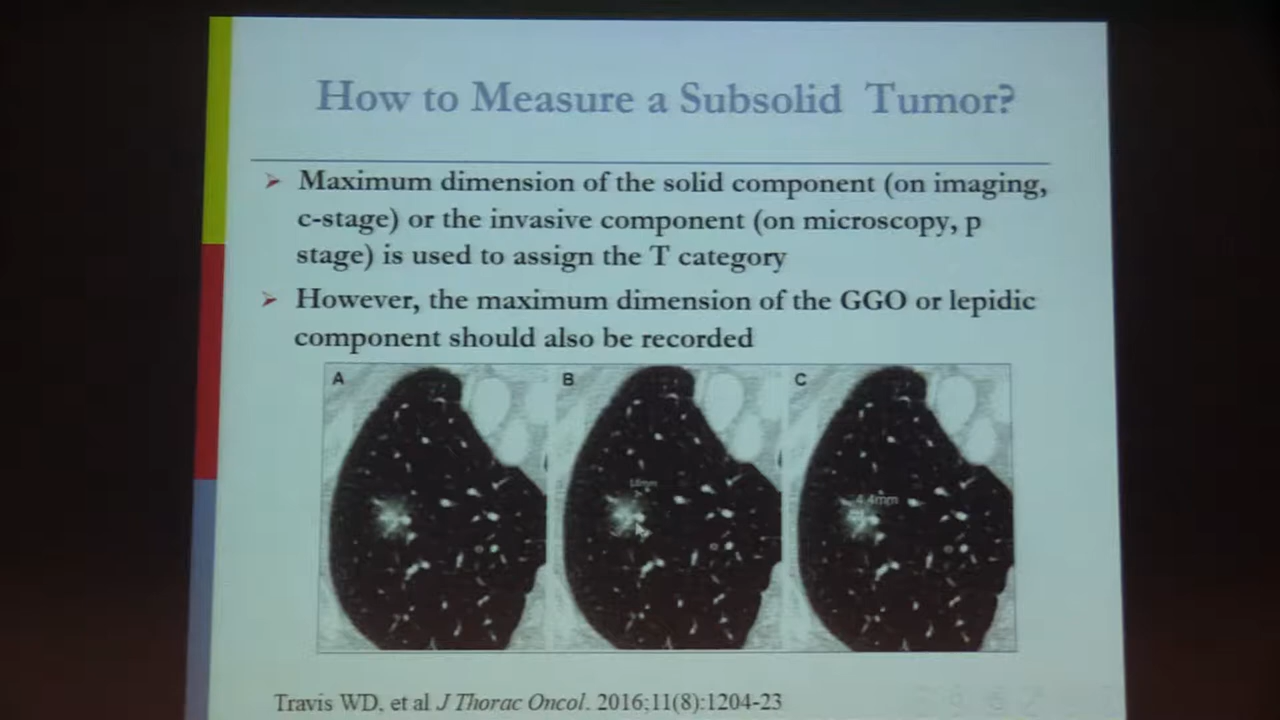 How to Measure a Subsolid Tumor?
Maximum dimension of the solid component (on imaging,
c-stage) or the invasive component (on microscopy, p
stage) is used to assign the T category
However, the maximum dimension of the GGO or lepidic
component should also be recorded
A
B
C
4.4mm
Travis WD, et al J Thorac Oncol. 2016;11(8):1204-23